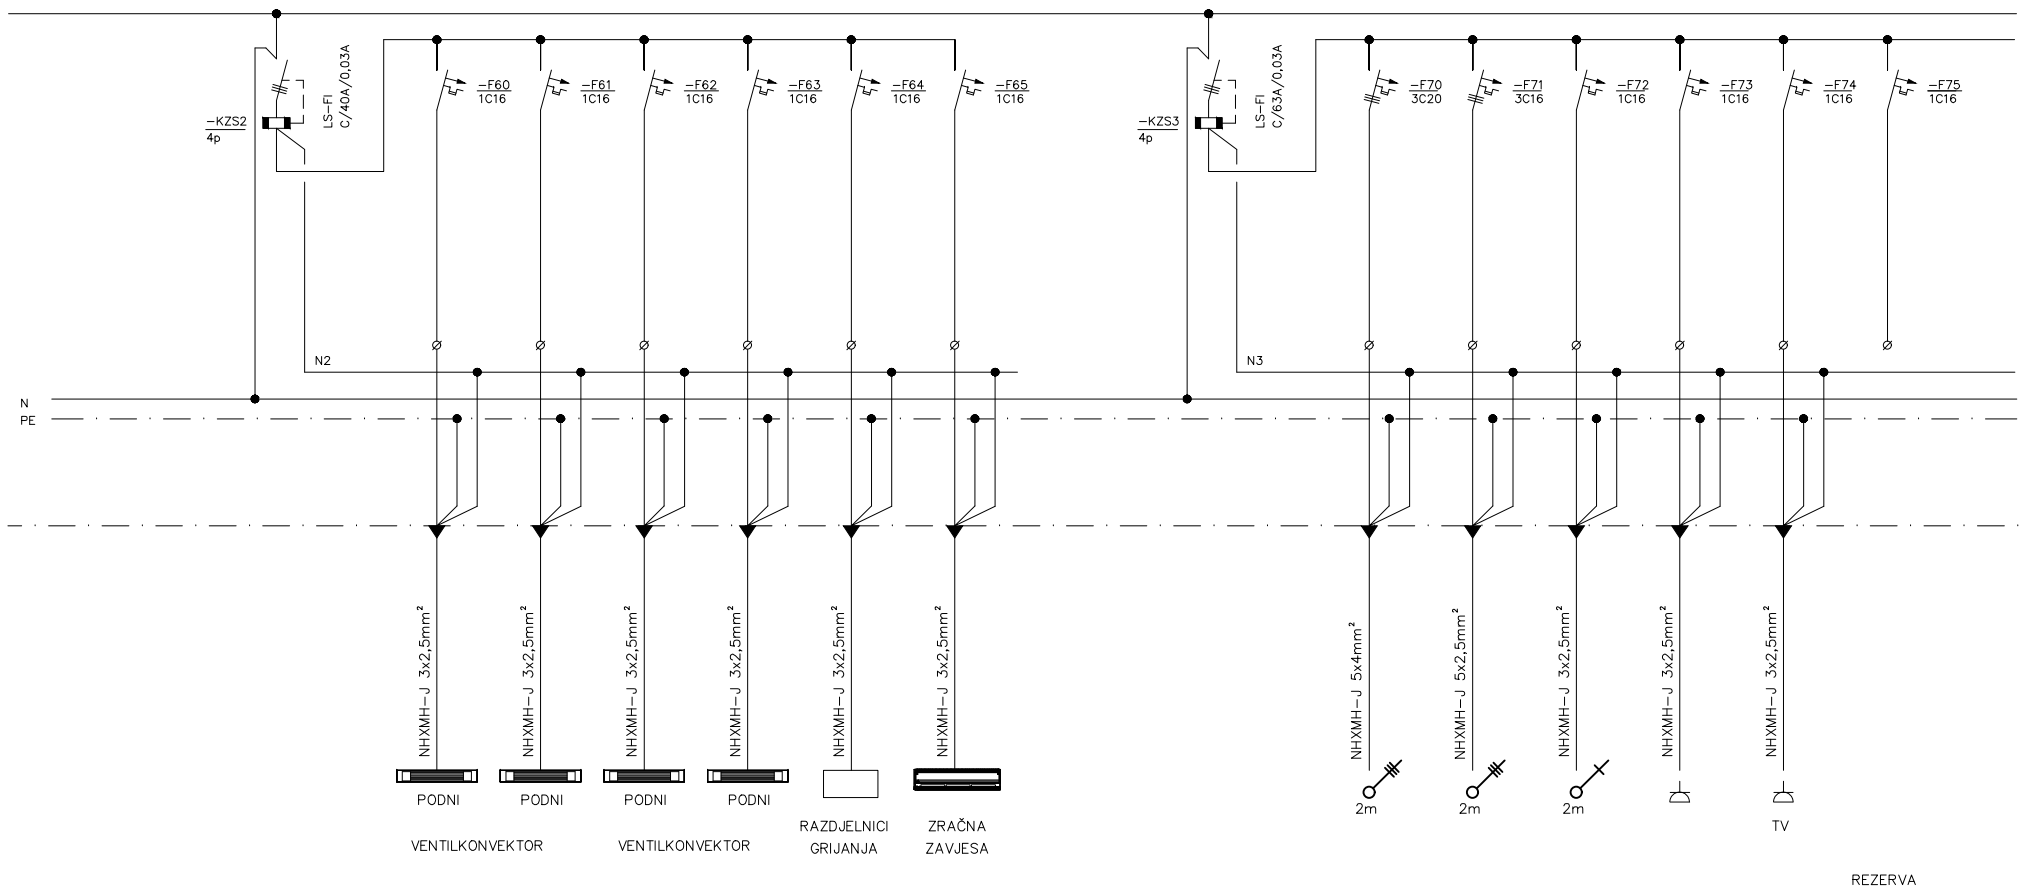 -KZS2
4p
LS-FI
C/40A/0,03A
-F60
1C16
-F61
1C16
-F62
1C16
-F63
1C16
-F64
1C16
-F65
1C16
-KZS3
4p
LS-FI
C/63A/0,03A
-F70
3C20
-F71
3C16
-F72
1C16
-F73
1C16
-F74
1C16
-F75
1C16
N2
N3
N
PE
NHXMH-J 3x2,5mm²
NHXMH-J 3x2,5mm²
NHXMH-J 3x2,5mm²
NHXMH-J 3x2,5mm²
NHXMH-J 3x2,5mm²
NHXMH-J 3x2,5mm²
NHXMH-J 5x4mm²
NHXMH-J 5x2,5mm²
NHXMH-J 3x2,5mm²
NHXMH-J 3x2,5mm²
NHXMH-J 3x2,5mm²
PODNI
PODNI
PODNI
PODNI
VENTILKONVEKTOR
VENTILKONVEKTOR
RAZDJELNICI
GRIJANJA
ZRAČNA
ZAVJESA
2m
2m
2m
TV
REZERVA